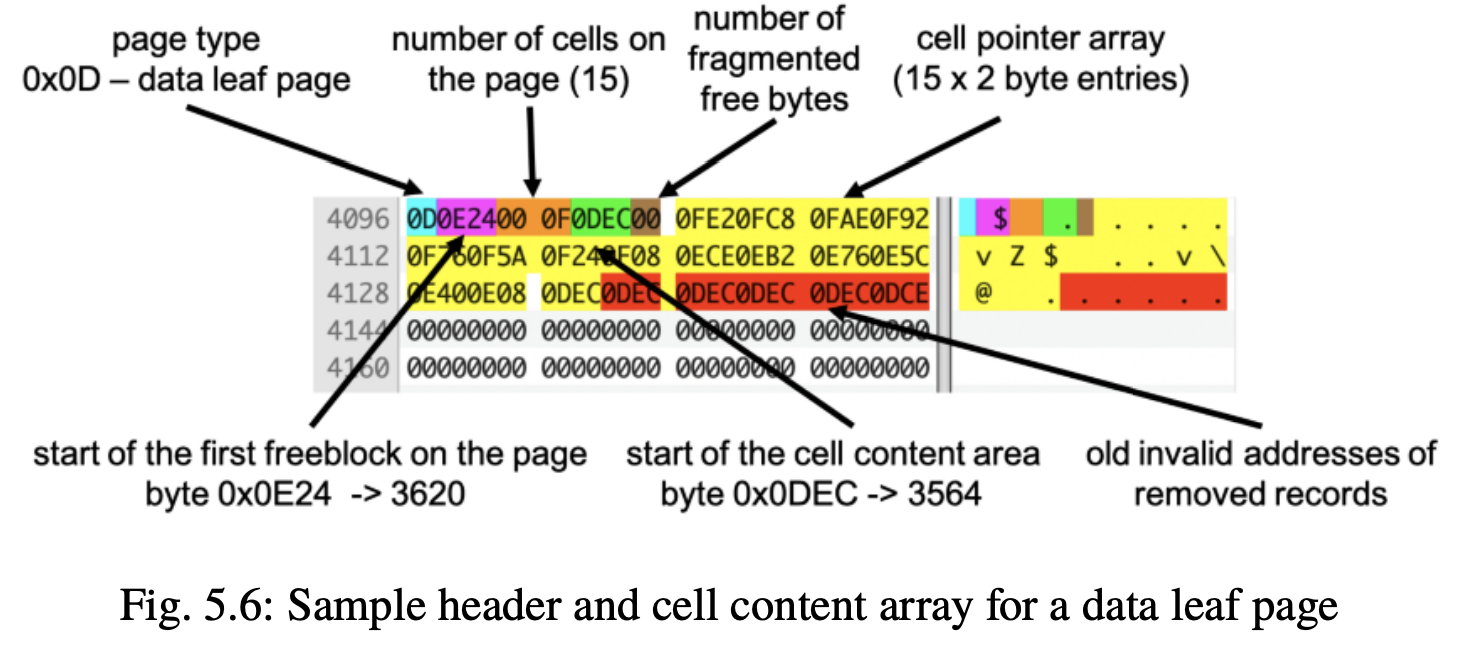 page type
0x0D – data leaf page
number of cells on
the page (15)
number of
fragmented
free bytes
cell pointer array
(15 x 2 byte entries)
4096 0D0E2400 0F0DEC00 0FE20FC8 0FAE0F92 $ . . . . .
4112 0F760F5A 0F240F08 0ECE0EB2 0E760E5C v Z $ . . v \
4128 0E400E08 0DEC0DEC 0DEC0DEC 0DEC0DCE @ . . . . . .
4144 00000000 00000000 00000000 00000000
4160 00000000 00000000 00000000 00000000
start of the first freeblock on the page
byte 0x0E24 -> 3620
start of the cell content area
byte 0x0DEC -> 3564
old invalid addresses of
removed records
Fig. 5.6: Sample header and cell content array for a data leaf page